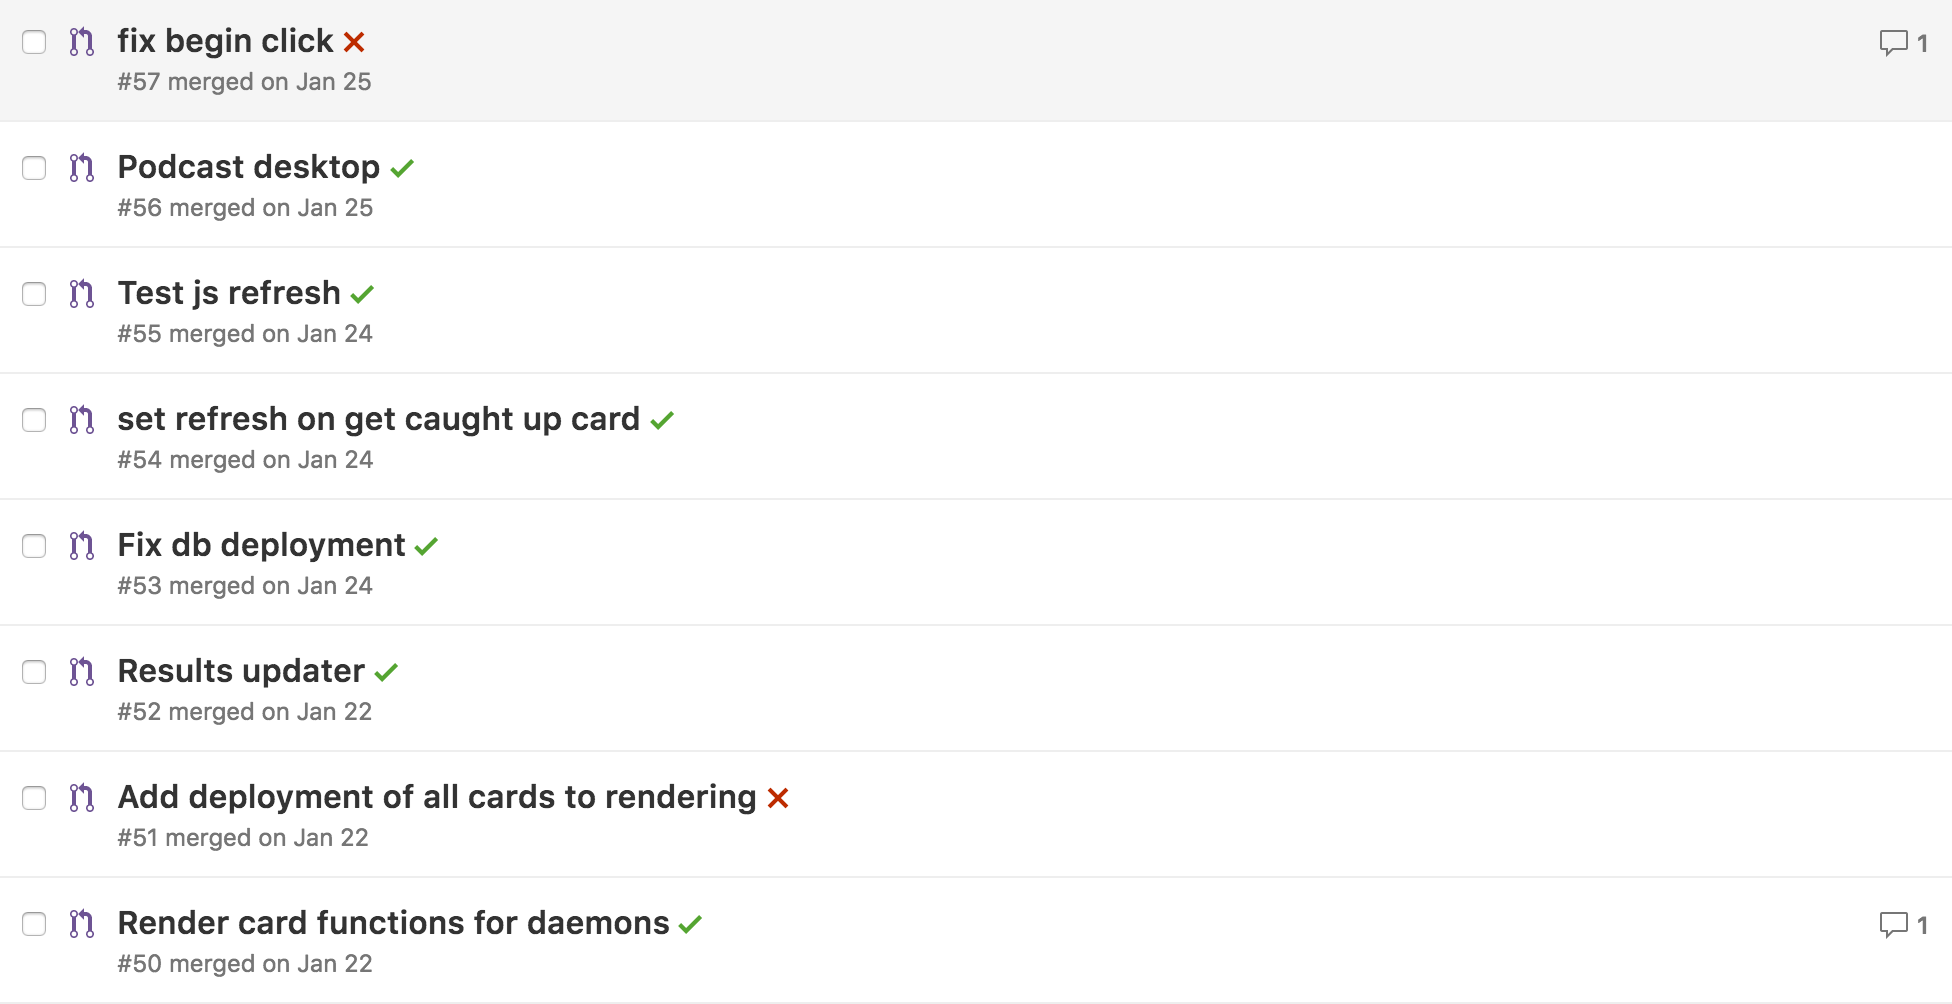 fix begin click
1
#57 merged on Jan 25
Podcast desktop
#56 merged on Jan 25
Test js refresh
#55 merged on Jan 24
set refresh on get caught up card
#54 merged on Jan 24
Fix db deployment
#53 merged on Jan 24
Results updater
#52 merged on Jan 22
Add deployment of all cards to rendering
#51 merged on Jan 22
Render card functions for daemons
1
#50 merged on Jan 22